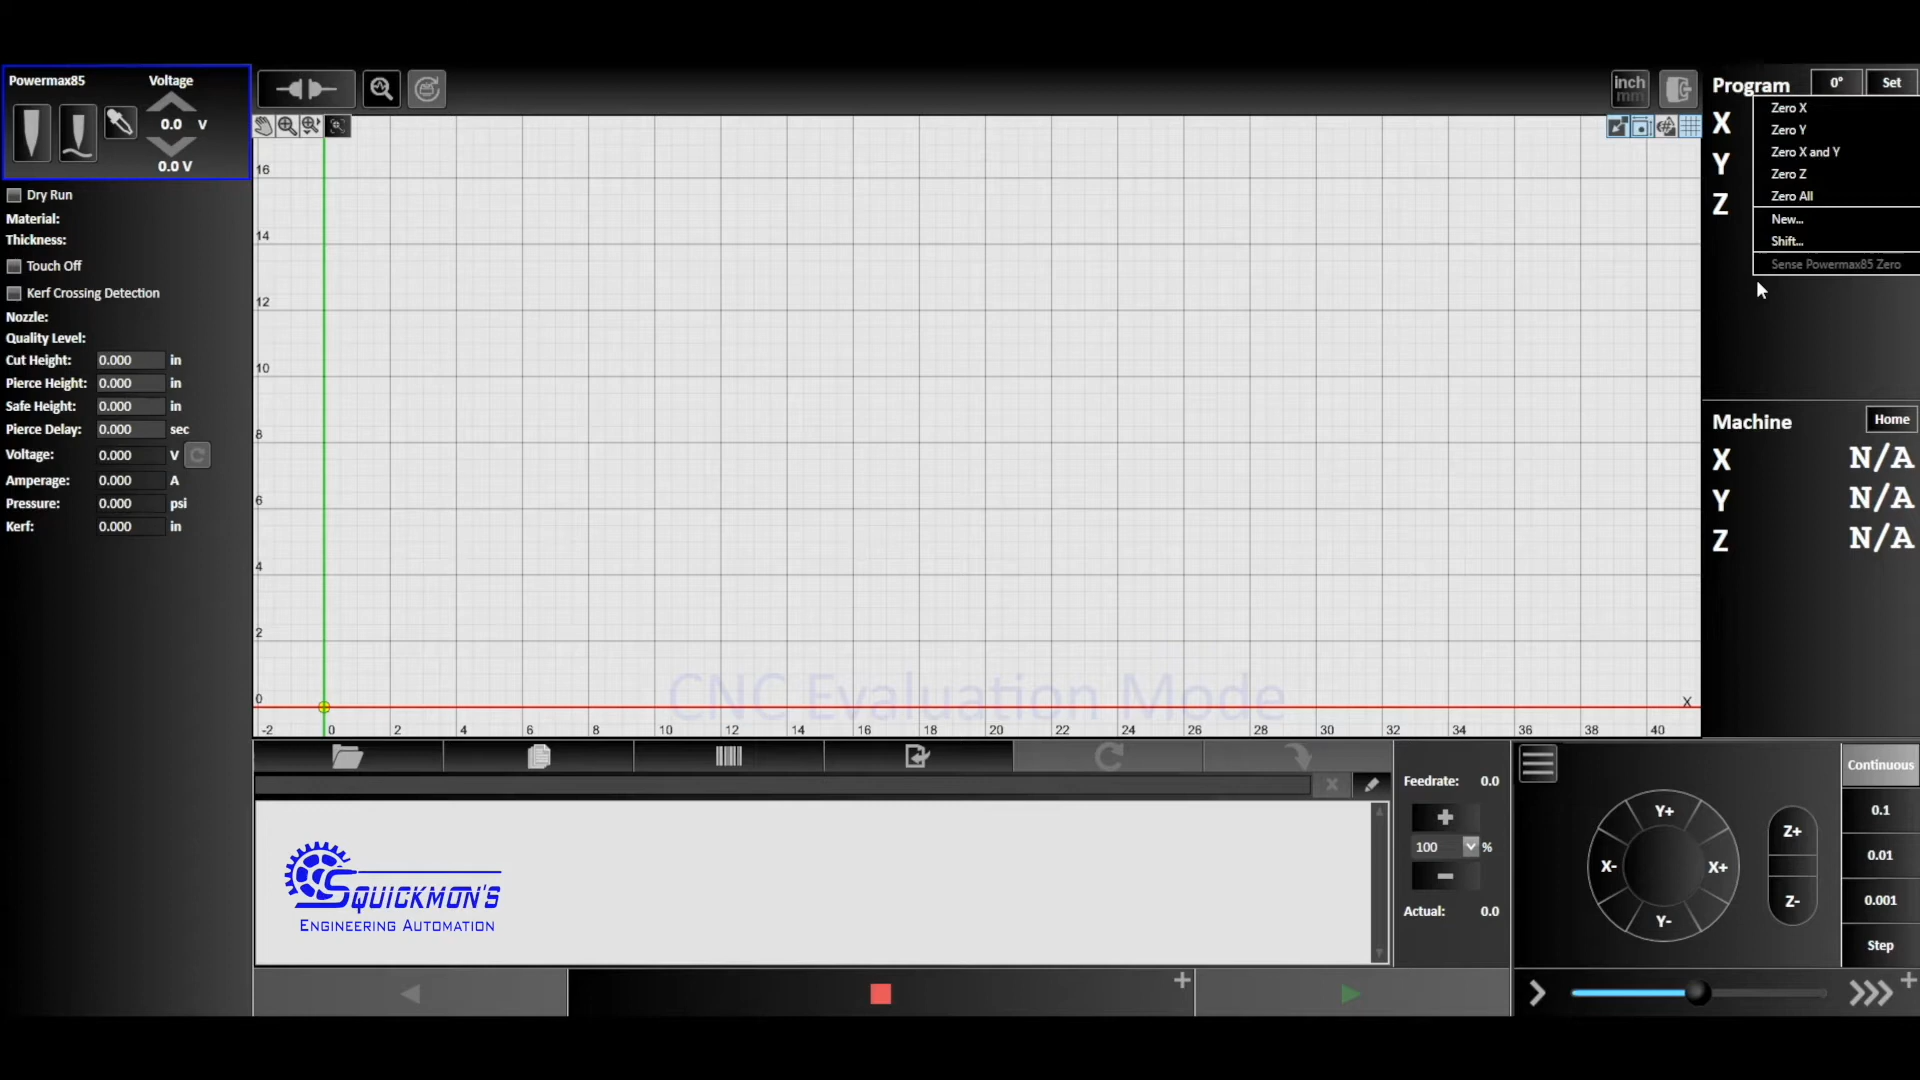 Powermax85 Voltage
0.0 V
0.0 V
Dry Run
Material:
Thickness:
Touch Off
Kerf Crossing Detection
Nozzle:
Quality Level:
Cut Height: 0.000 in
Pierce Height: 0.000 in
Safe Height: 0.000 in
Pierce Delay: 0.000 sec
Voltage: 0.000 V
Amperage: 0.000 A
Pressure: 0.000 psi
Kerf: 0.000 in
inch
mm
16
14
12
10
8
6
4
2
0
-2 0 2 4 6 8 10 12 14 16 18 20 22 24 26 28 30 32 34 36 38 40
X
CNC Evaluation Mode
Program 0° Set
X
Y
Z
Zero X
Zero Y
Zero X and Y
Zero Z
Zero All
New...
Shift...
Sense Powermax85 Zero
Machine Home
X N/A
Y N/A
Z N/A
SQUICKMON'S
ENGINEERING AUTOMATION
Feedrate: 0.0
100 %
Actual: 0.0
Y+
X- X+
Y-
Z+
Z-
Continuous
0.1
0.01
0.001
Step